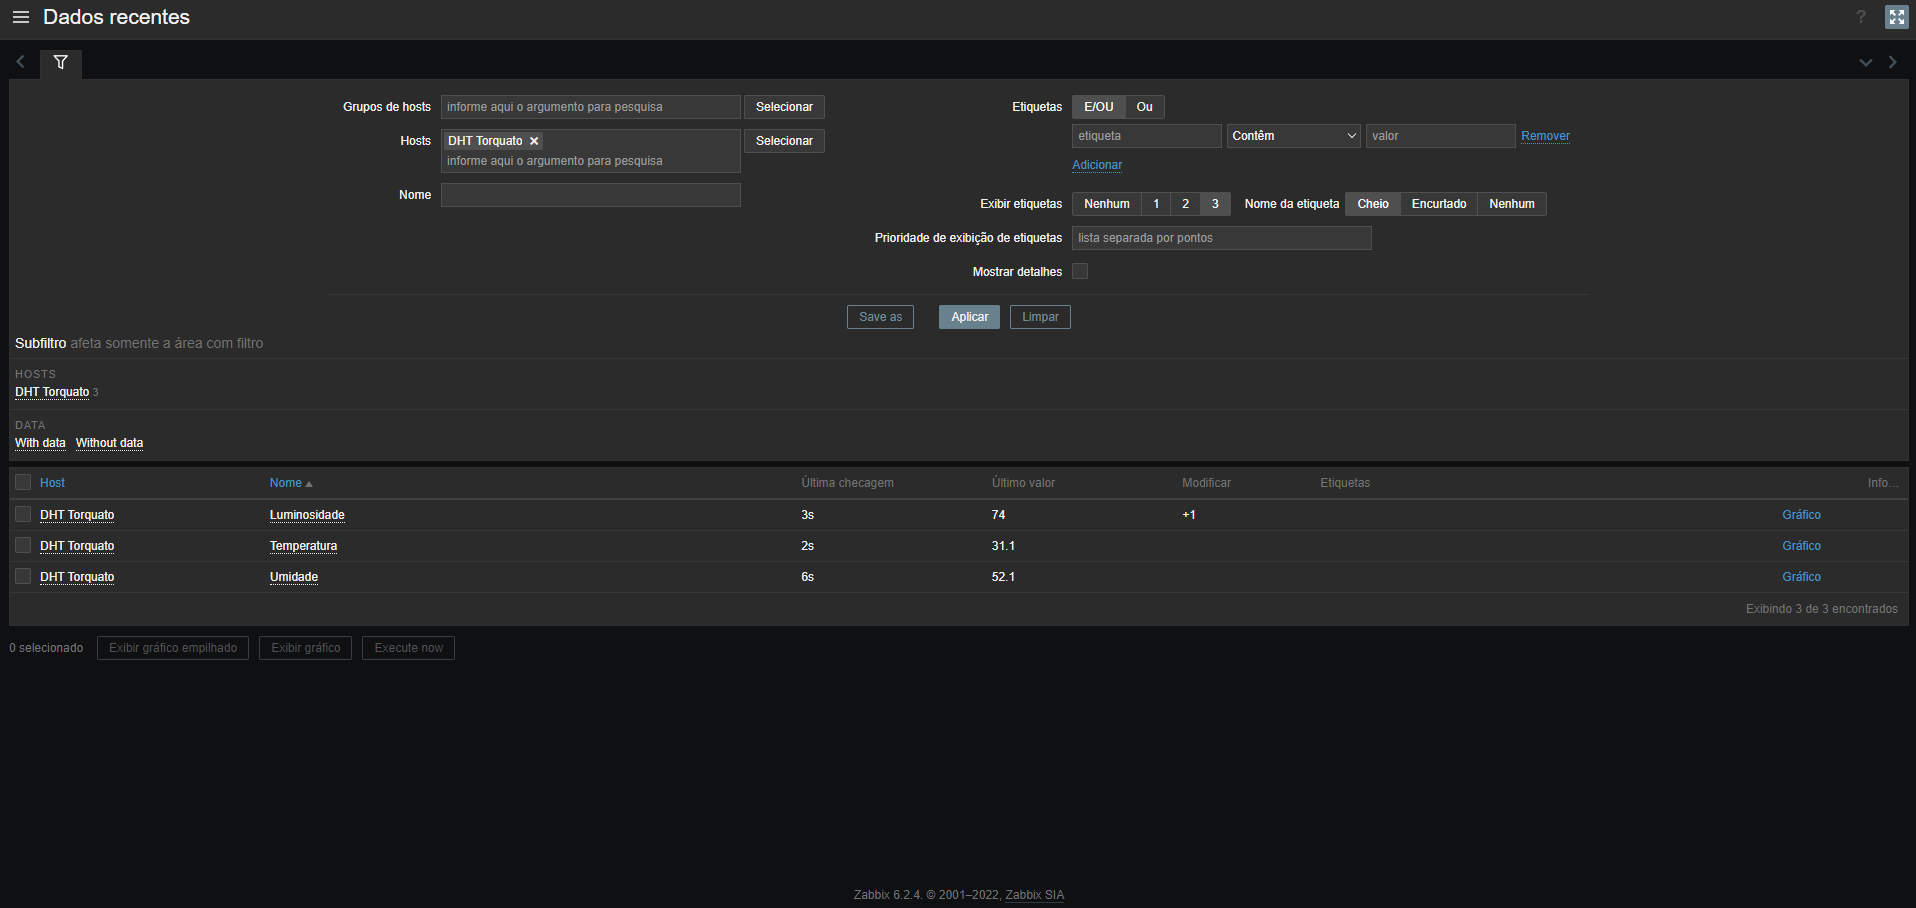 Dados recentes
?
Grupos de hosts informe aqui o argumento para pesquisa Selecionar
Hosts DHT Torquato × Selecionar
informe aqui o argumento para pesquisa
Nome
Etiquetas E/OU Ou
etiqueta Contêm valor Remover
Adicionar
Exibir etiquetas Nenhum 1 2 3 Nome da etiqueta Cheio Encurtado Nenhum
Prioridade de exibição de etiquetas lista separada por pontos
Mostrar detalhes
Save as Aplicar Limpar
Subfiltro afeta somente a área com filtro
HOSTS
DHT Torquato 3
DATA
With data Without data
Host Nome Última checagem Último valor Modificar Etiquetas Info...
DHT Torquato Luminosidade 3s 74 +1 Gráfico
DHT Torquato Temperatura 2s 31.1 Gráfico
DHT Torquato Umidade 6s 52.1 Gráfico
Exibindo 3 de 3 encontrados
0 selecionado Exibir gráfico empilhado Exibir gráfico Execute now
Zabbix 6.2.4. © 2001–2022, Zabbix SIA